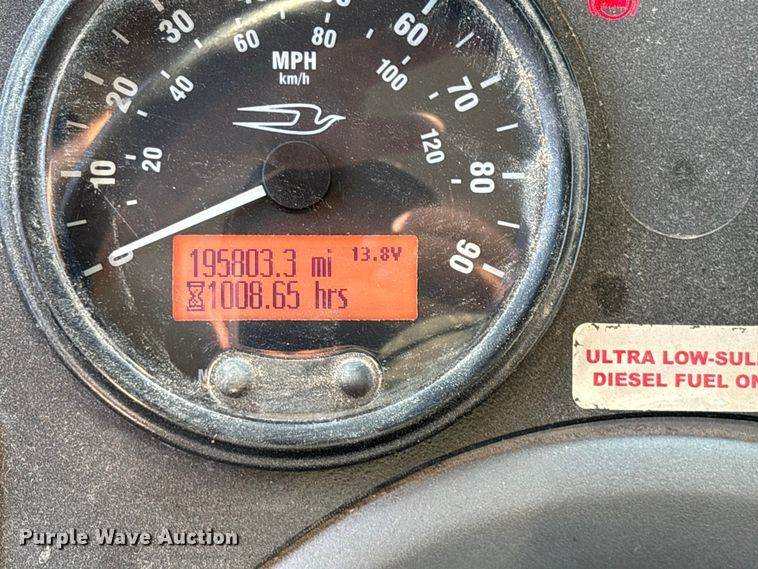 30
60
80
60
MPH
km/h
100
20
40
70
120
20
10
80
0
90
195803.3 mi 13.8V
1008.65 hrs
ULTRA LOW-SUL
DIESEL FUEL ON
Purple Wave Auction